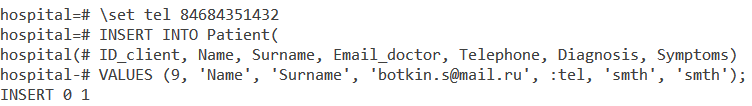 hospital=# \set tel 84684351432
hospital=# INSERT INTO Patient(
hospital(# ID_client, Name, Surname, Email_doctor, Telephone, Diagnosis, Symptoms)
hospital-# VALUES (9, 'Name', 'Surname', 'botkin.s@mail.ru', :tel, 'smth', 'smth');
INSERT 0 1